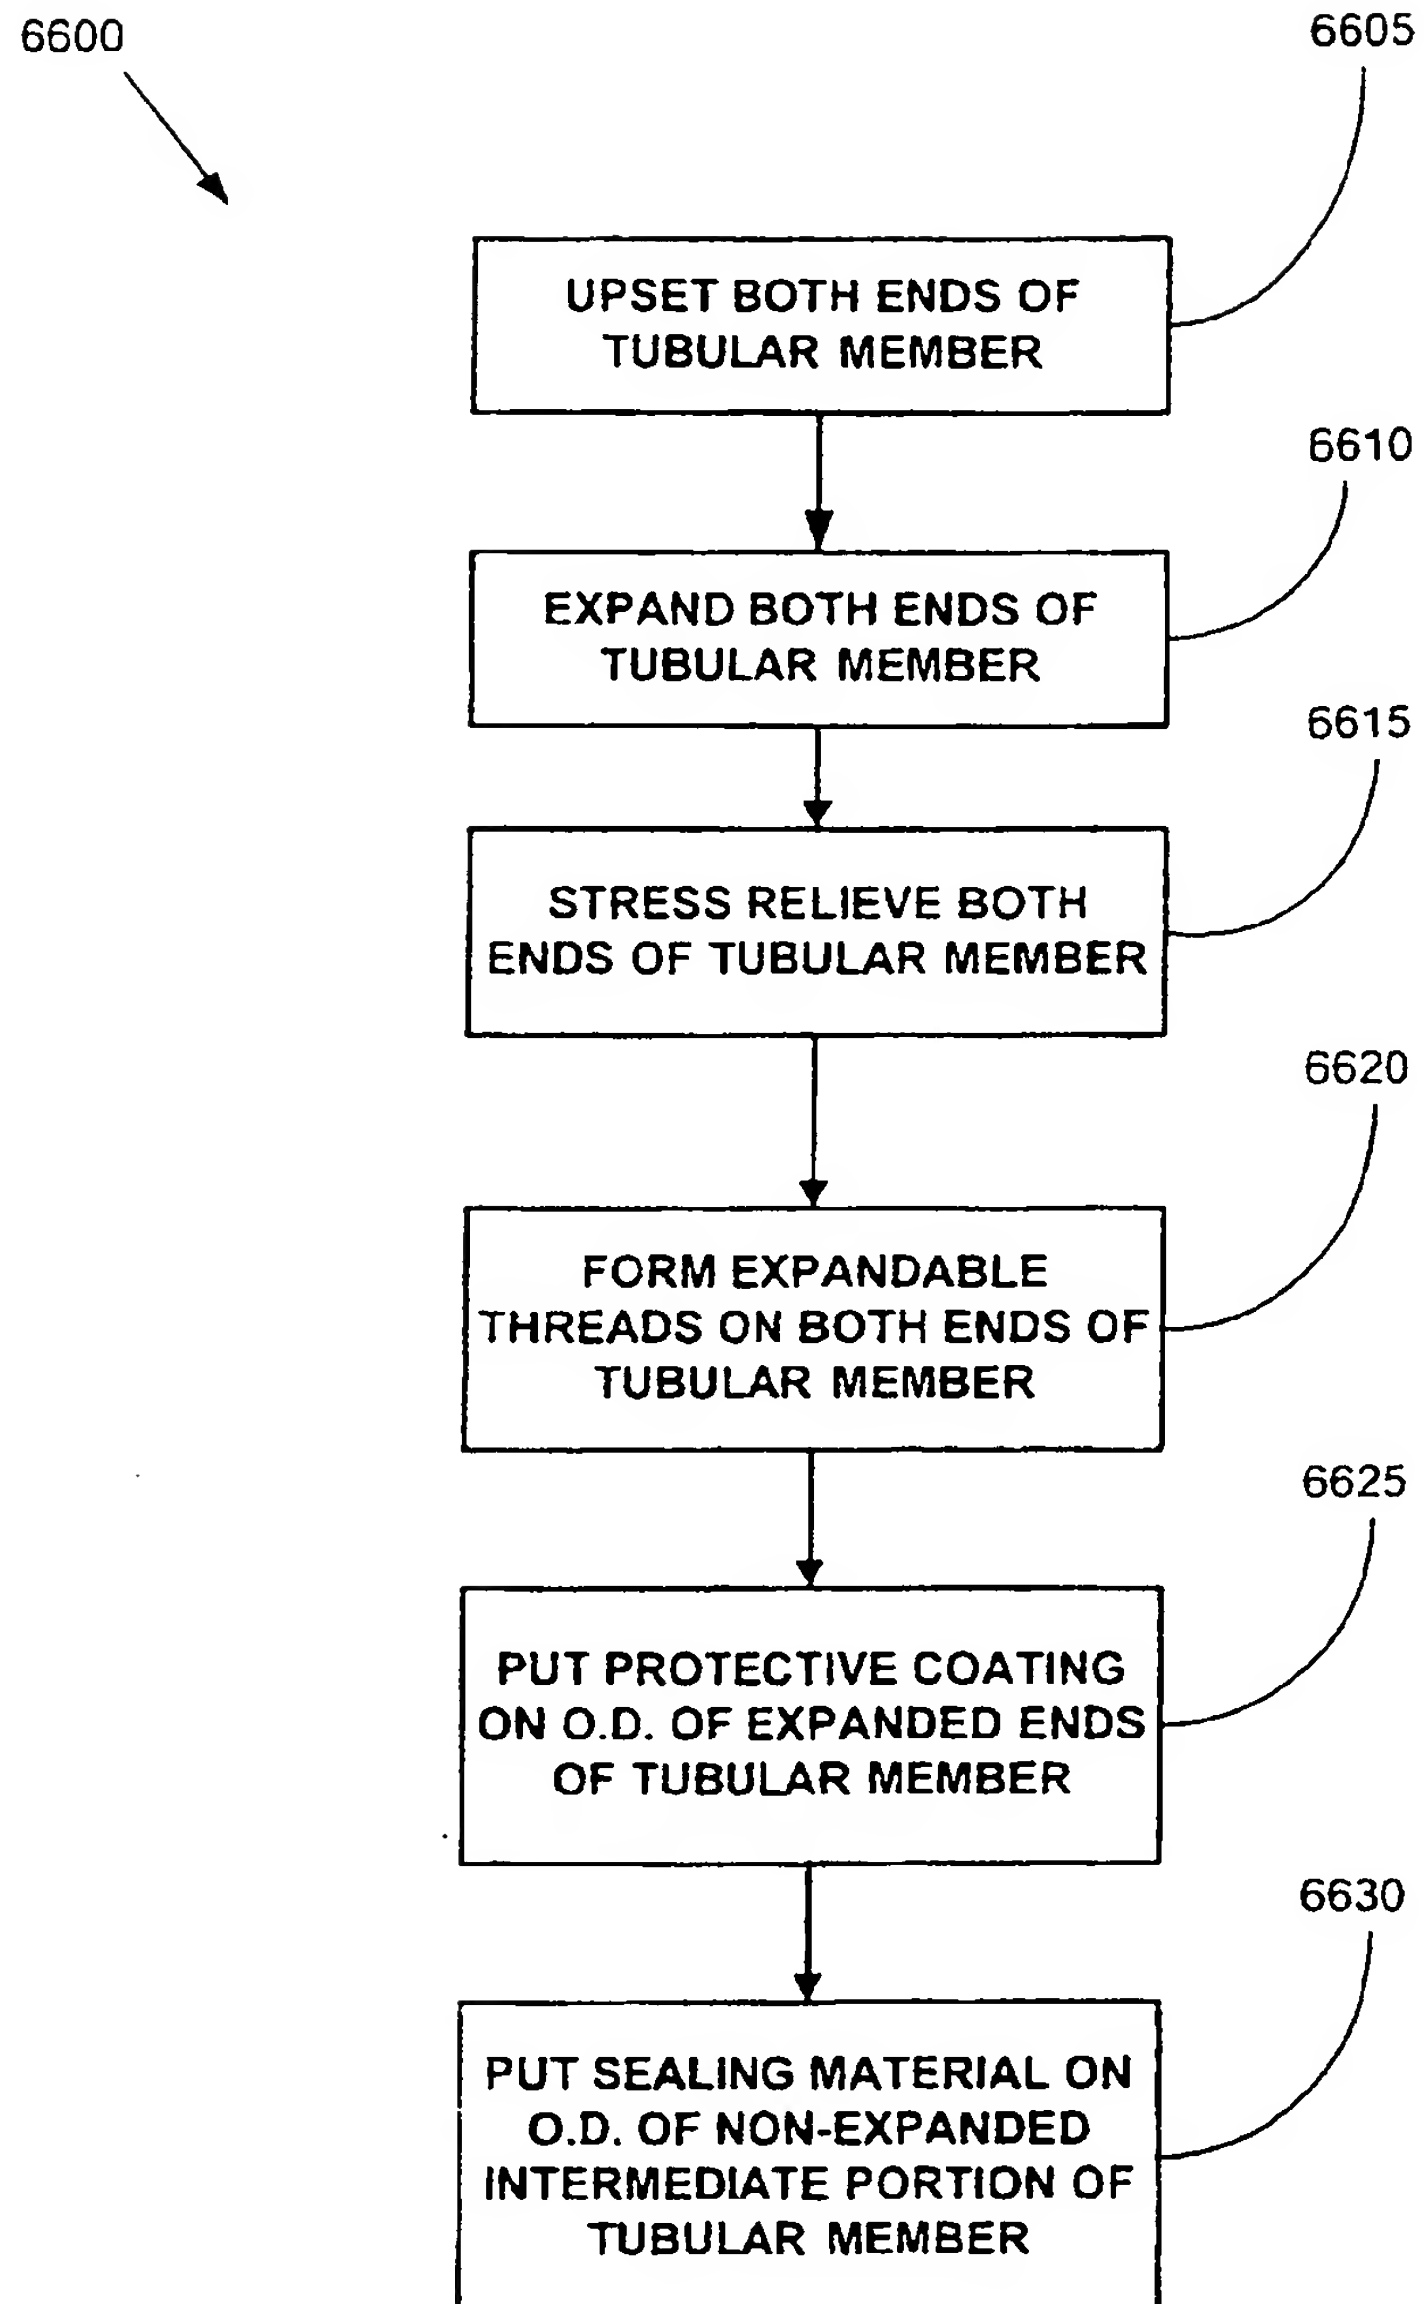 6600
6605
UPSET BOTH ENDS OF
TUBULAR MEMBER
6610
EXPAND BOTH ENDS OF
TUBULAR MEMBER
6615
STRESS RELIEVE BOTH
ENDS OF TUBULAR MEMBER
6620
FORM EXPANDABLE
THREADS ON BOTH ENDS OF
TUBULAR MEMBER
6625
PUT PROTECTIVE COATING
ON O.D. OF EXPANDED ENDS
OF TUBULAR MEMBER
6630
PUT SEALING MATERIAL ON
O.D. OF NON-EXPANDED
INTERMEDIATE PORTION OF
TUBULAR MEMBER